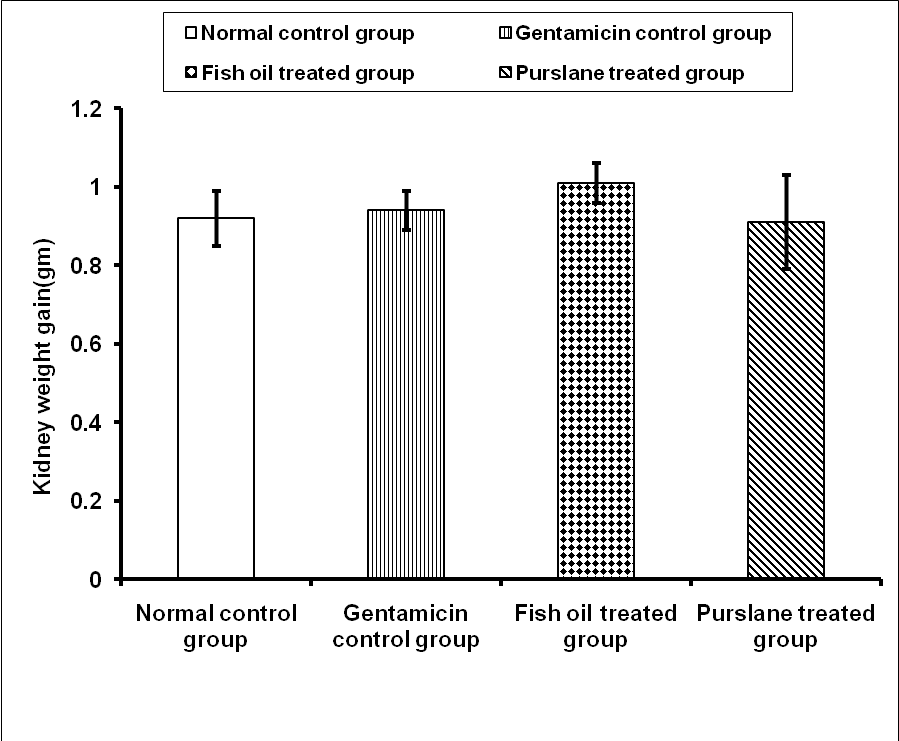 Normal control group
Gentamicin control group
Fish oil treated group
Purslane treated group
1.2
1
0.8
0.6
0.4
0.2
0
Kidney weight gain(gm)
Normal control
group
Gentamicin
control group
Fish oil treated
group
Purslane treated
group